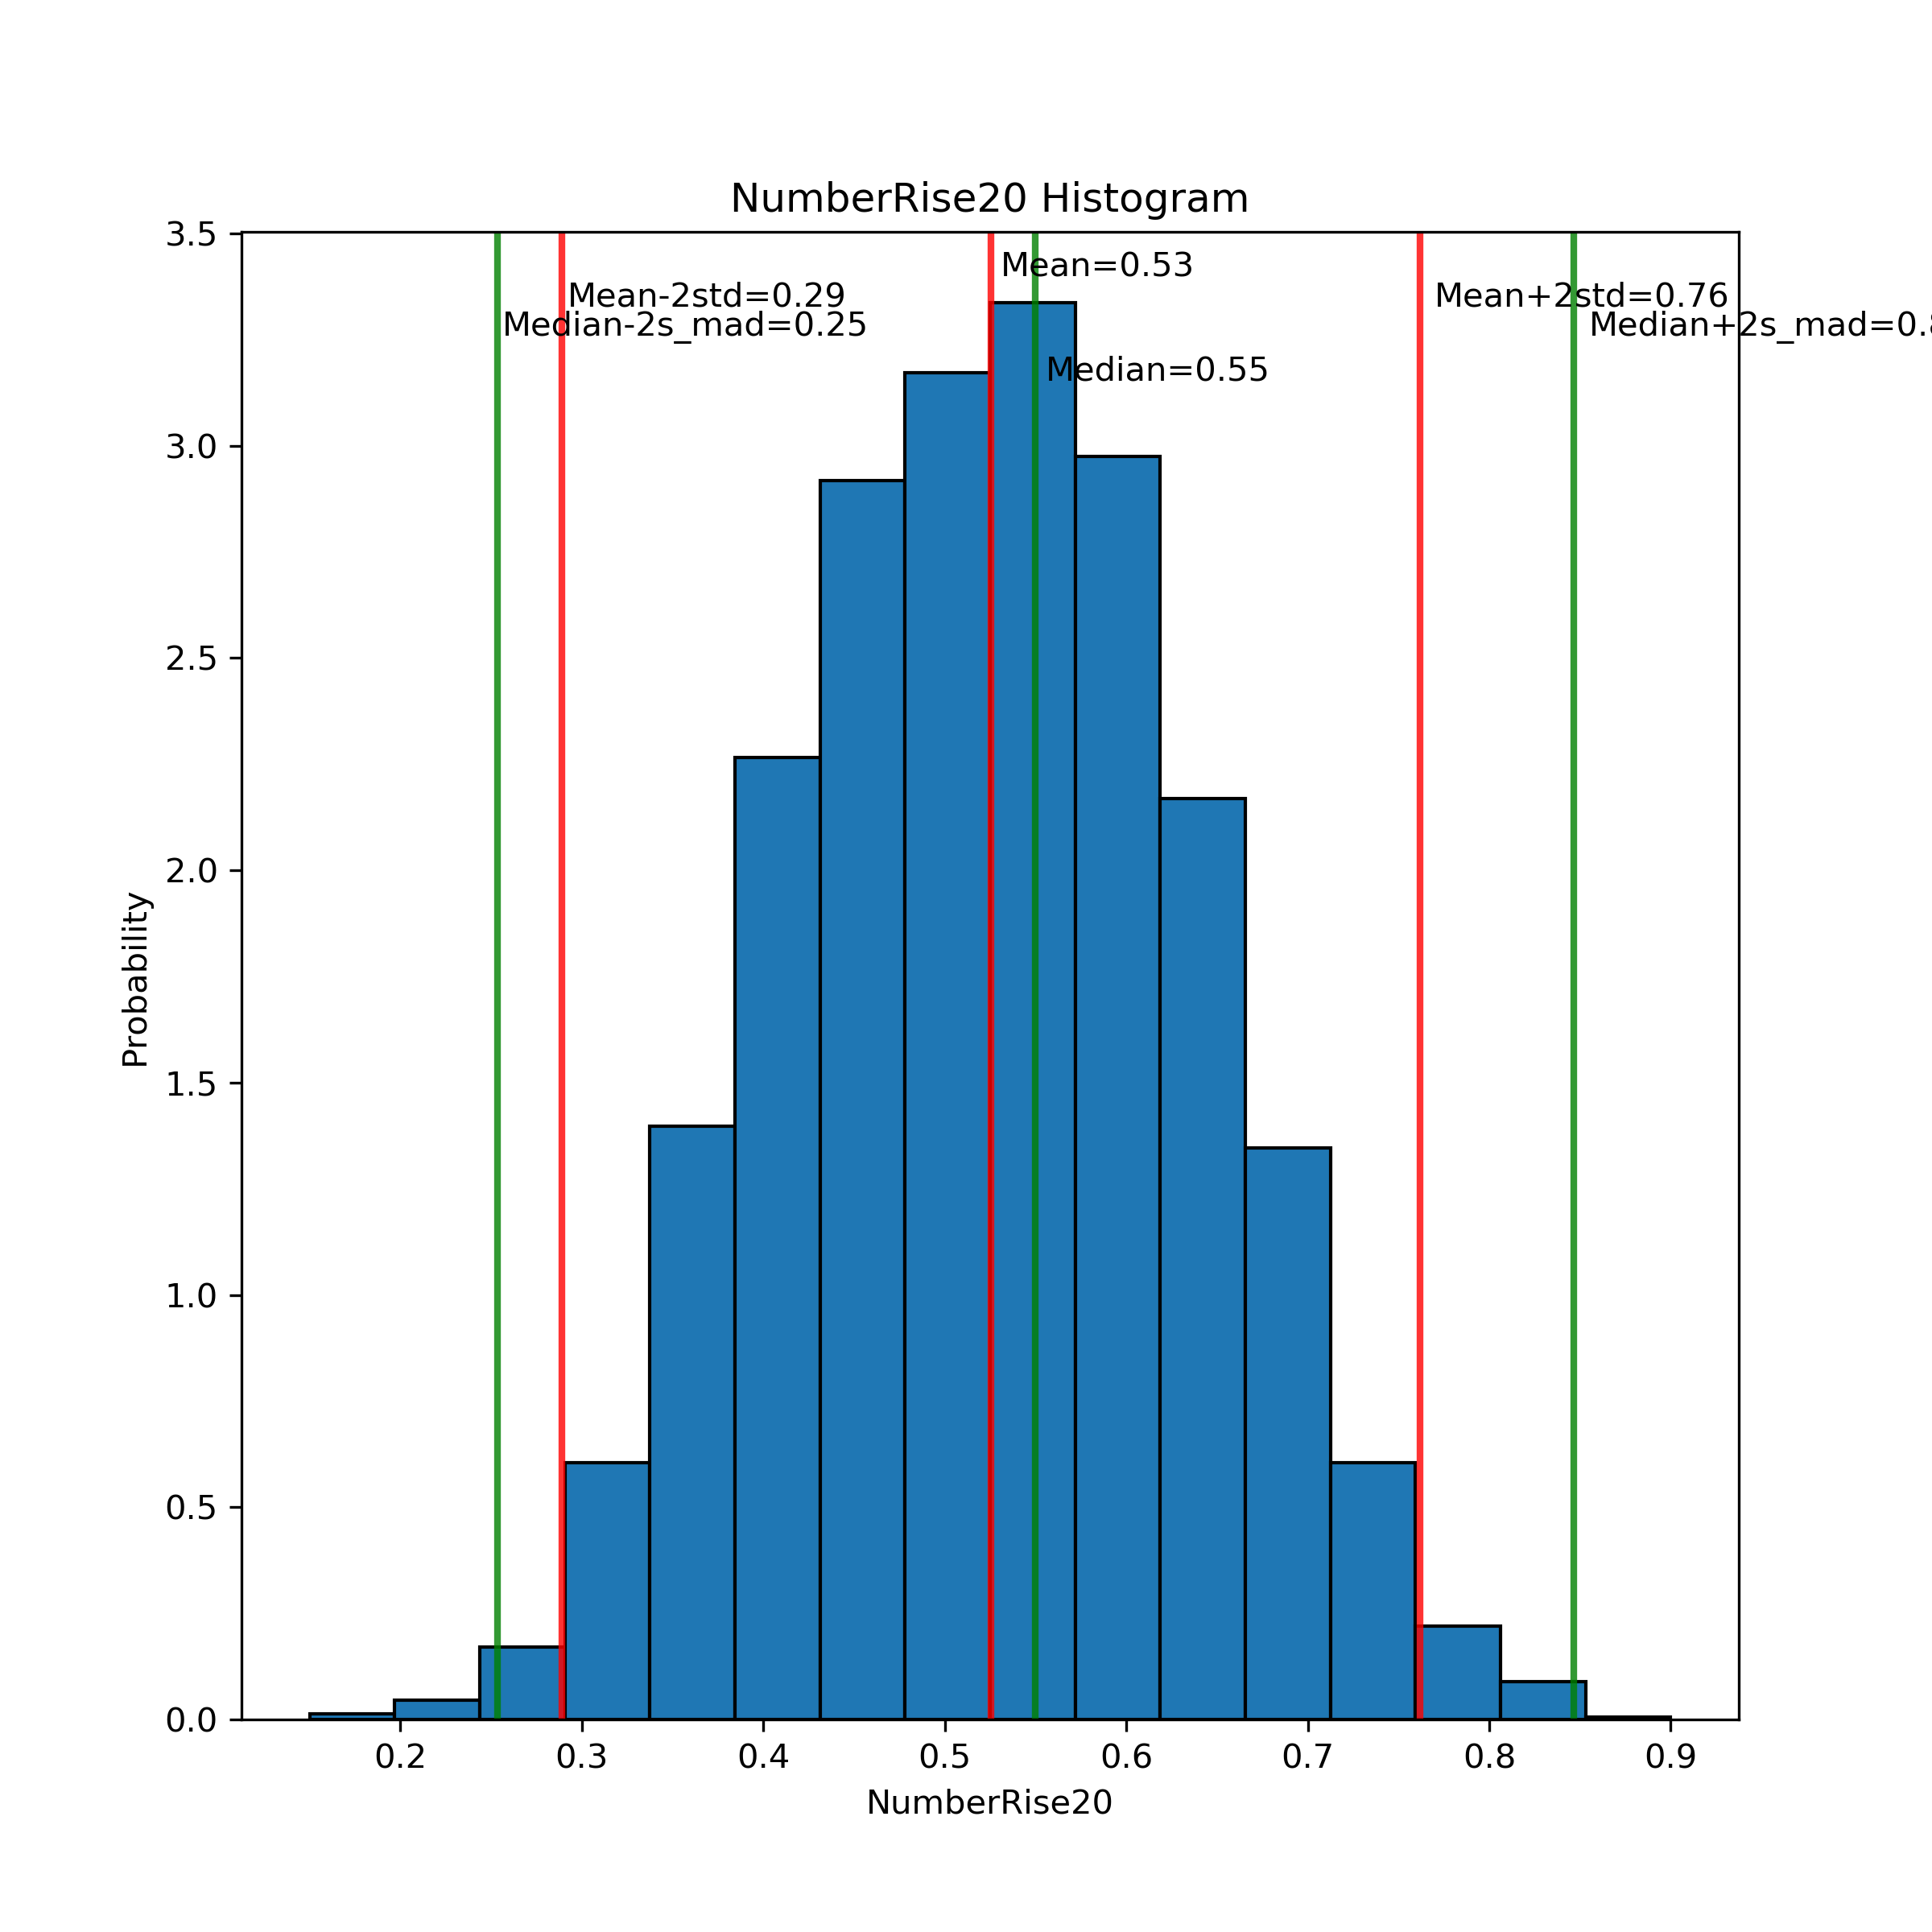 NumberRise20 Histogram
3.5
Mean=0.53
Mean-2std=0.29
Mean+2std=0.76
Median-2s_mad=0.25
Median+2s_mad=0.
Median=0.55
3.0
2.5
2.0
1.5
1.0
0.5
0.0
Probability
0.2 0.3 0.4 0.5 0.6 0.7 0.8 0.9
NumberRise20